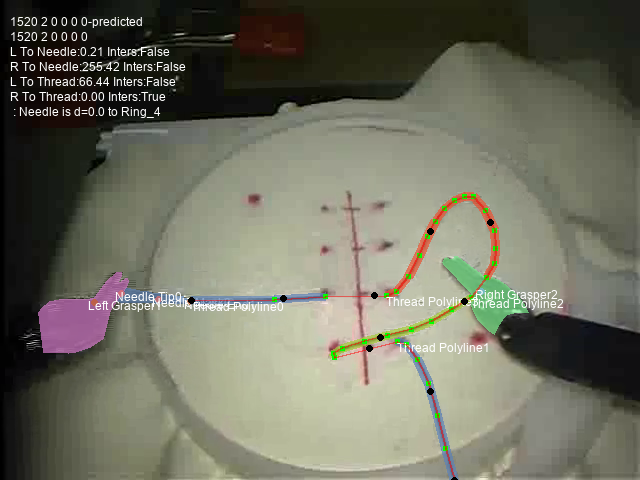 1520 2 0 0 0 0-predicted
1520 2 0 0 0 0
L To Needle:0.21 Inters:False
R To Needle:255.42 Inters:False
L To Thread:66.44 Inters:False
R To Thread:0.00 Inters:True
: Needle is d=0.0 to Ring_4
Needle Tip0
Right Grasper2
Left Grasper
Thread Polyline0
Thread Polyline2
Thread Polyline1